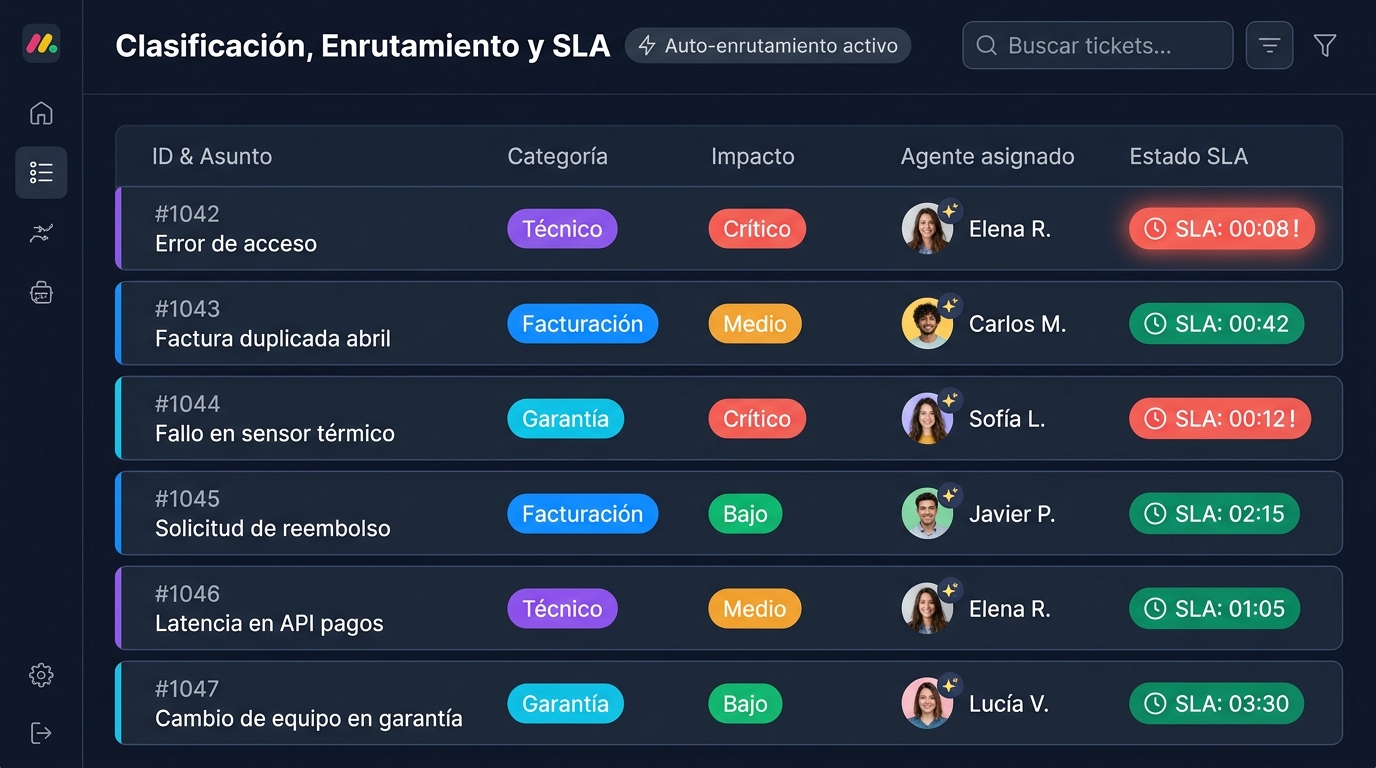 Clasificación, Enrutamiento y SLA
Auto-enrutamiento activo
Buscar tickets...
ID & Asunto
Categoría
Impacto
Agente asignado
Estado SLA
#1042
Error de acceso
Técnico
Crítico
Elena R.
SLA: 00:08!
#1043
Factura duplicada abril
Facturación
Medio
Carlos M.
SLA: 00:42
#1044
Fallo en sensor térmico
Garantía
Crítico
Sofía L.
SLA: 00:12!
#1045
Solicitud de reembolso
Facturación
Bajo
Javier P.
SLA: 02:15
#1046
Latencia en API pagos
Técnico
Medio
Elena R.
SLA: 01:05
#1047
Cambio de equipo en garantía
Garantía
Bajo
Lucía V.
SLA: 03:30